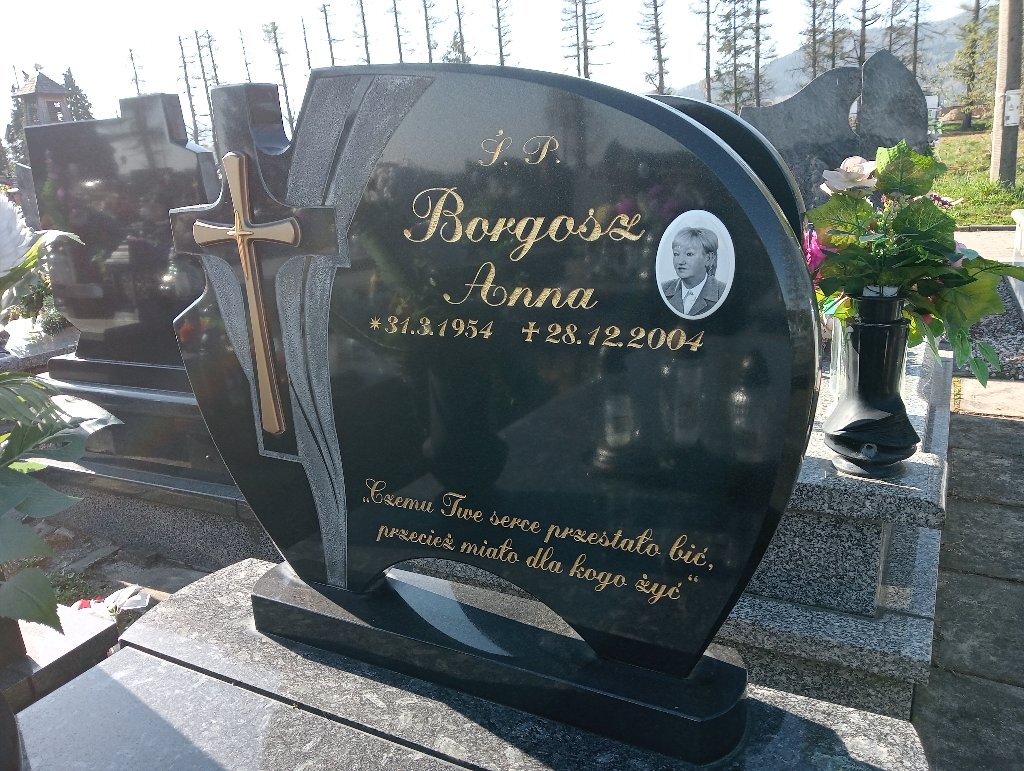 Ś. P.
Borgosz
Anna
*31.3.1954 ✝28.12.2004
„Czemu Twe serce przestało bić,
przecież miało dla kogo żyć“